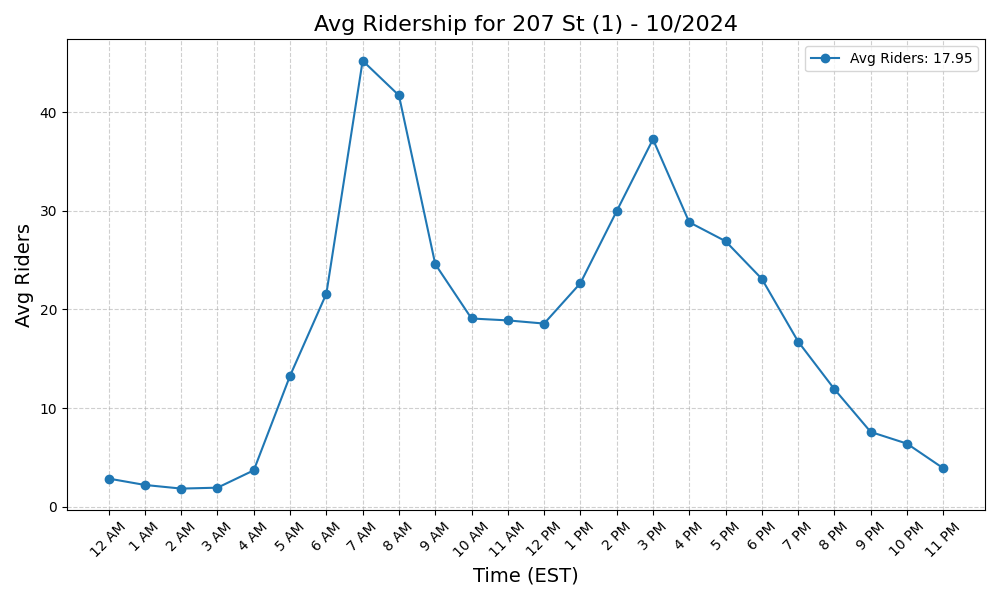 Avg Ridership for 207 St (1) - 10/2024
Avg Riders: 17.95
Avg Riders
40
30
20
10
0
12 AM 1 AM 2 AM 3 AM 4 AM 5 AM 6 AM 7 AM 8 AM 9 AM 10 AM 11 AM 12 PM 1 PM 2 PM 3 PM 4 PM 5 PM 6 PM 7 PM 8 PM 9 PM 10 PM 11 PM
Time (EST)